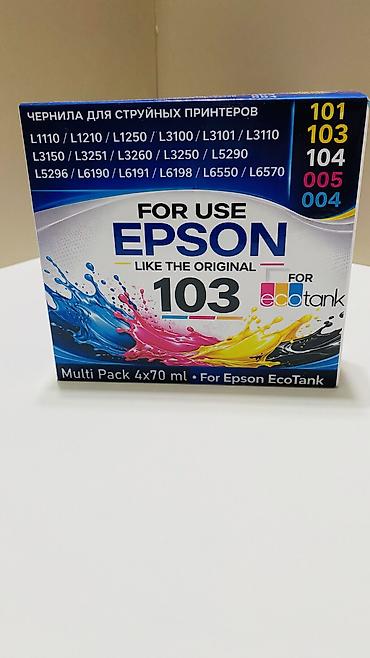 ЧЕРНИЛА ДЛЯ СТРУЙНЫХ ПРИНТЕРОВ
L1110 / L1210 / L1250 / L3100 / L3101 / L3110
L3150 / L3251 / L3260 / L3250 / L5290
L5296 / L6190 / L6191 / L6198 / L6550 / L6570
101
103
104
005
004
FOR USE
EPSON
LIKE THE ORIGINAL
103
FOR
ecotank
Multi Pack 4x70 ml • For Epson EcoTank